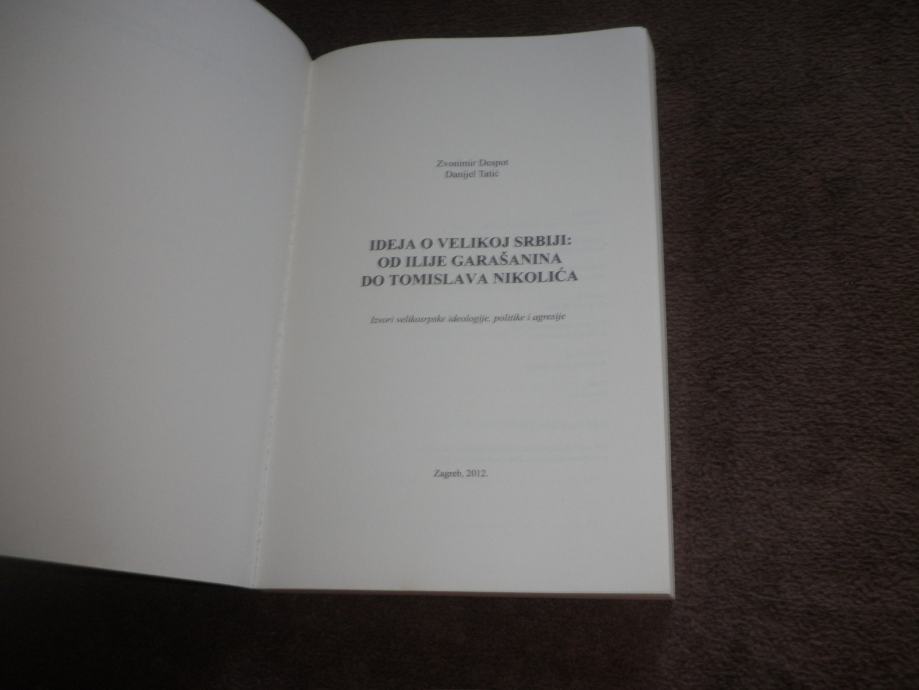 Zvonimir Despot
Danijel Tatić
IDEJA O VELIKOJ SRBIJI:
OD ILIJE GARAŠANINA
DO TOMISLAVA NIKOLIĆA
Izvori velikosrpske ideologije, politike i agresije
Zagreb, 2012.